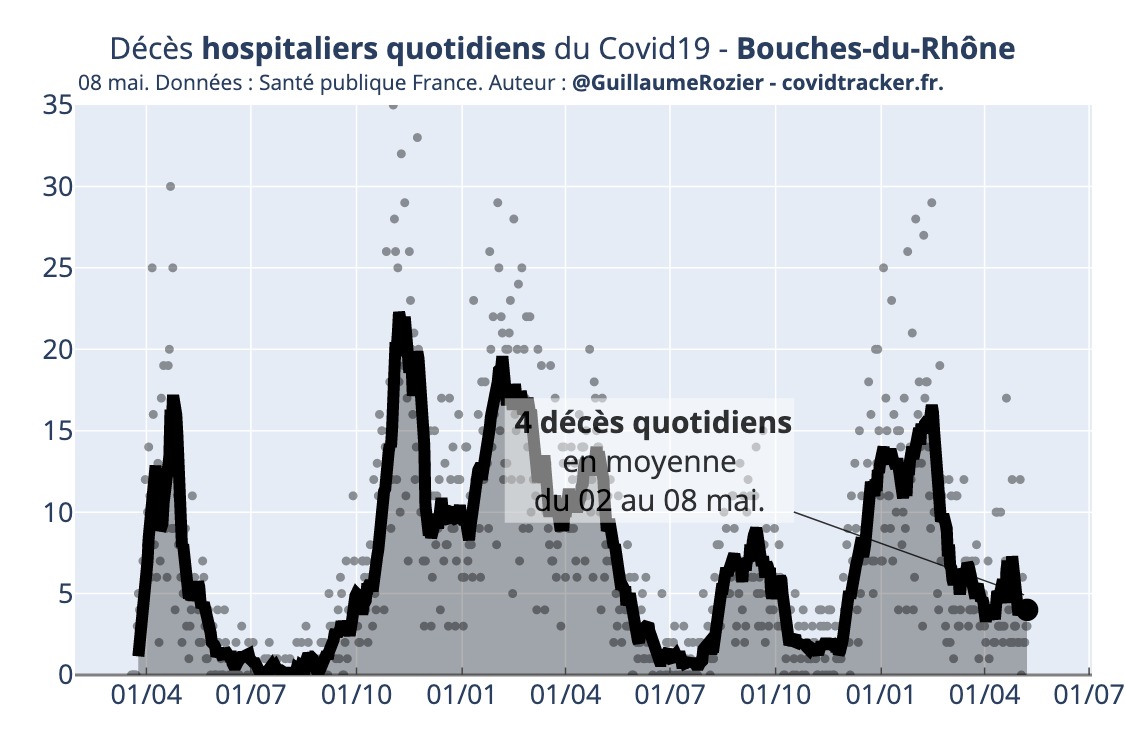 Décès hospitaliers quotidiens du Covid19 - Bouches-du-Rhône
08 mai. Données : Santé publique France. Auteur : @GuillaumeRozier - covidtracker.fr.
35
30
25
20
15
10
5
0
4 décès quotidiens
en moyenne
du 02 au 08 mai.
01/04 01/07 01/10 01/01 01/04 01/07 01/10 01/01 01/04 01/07